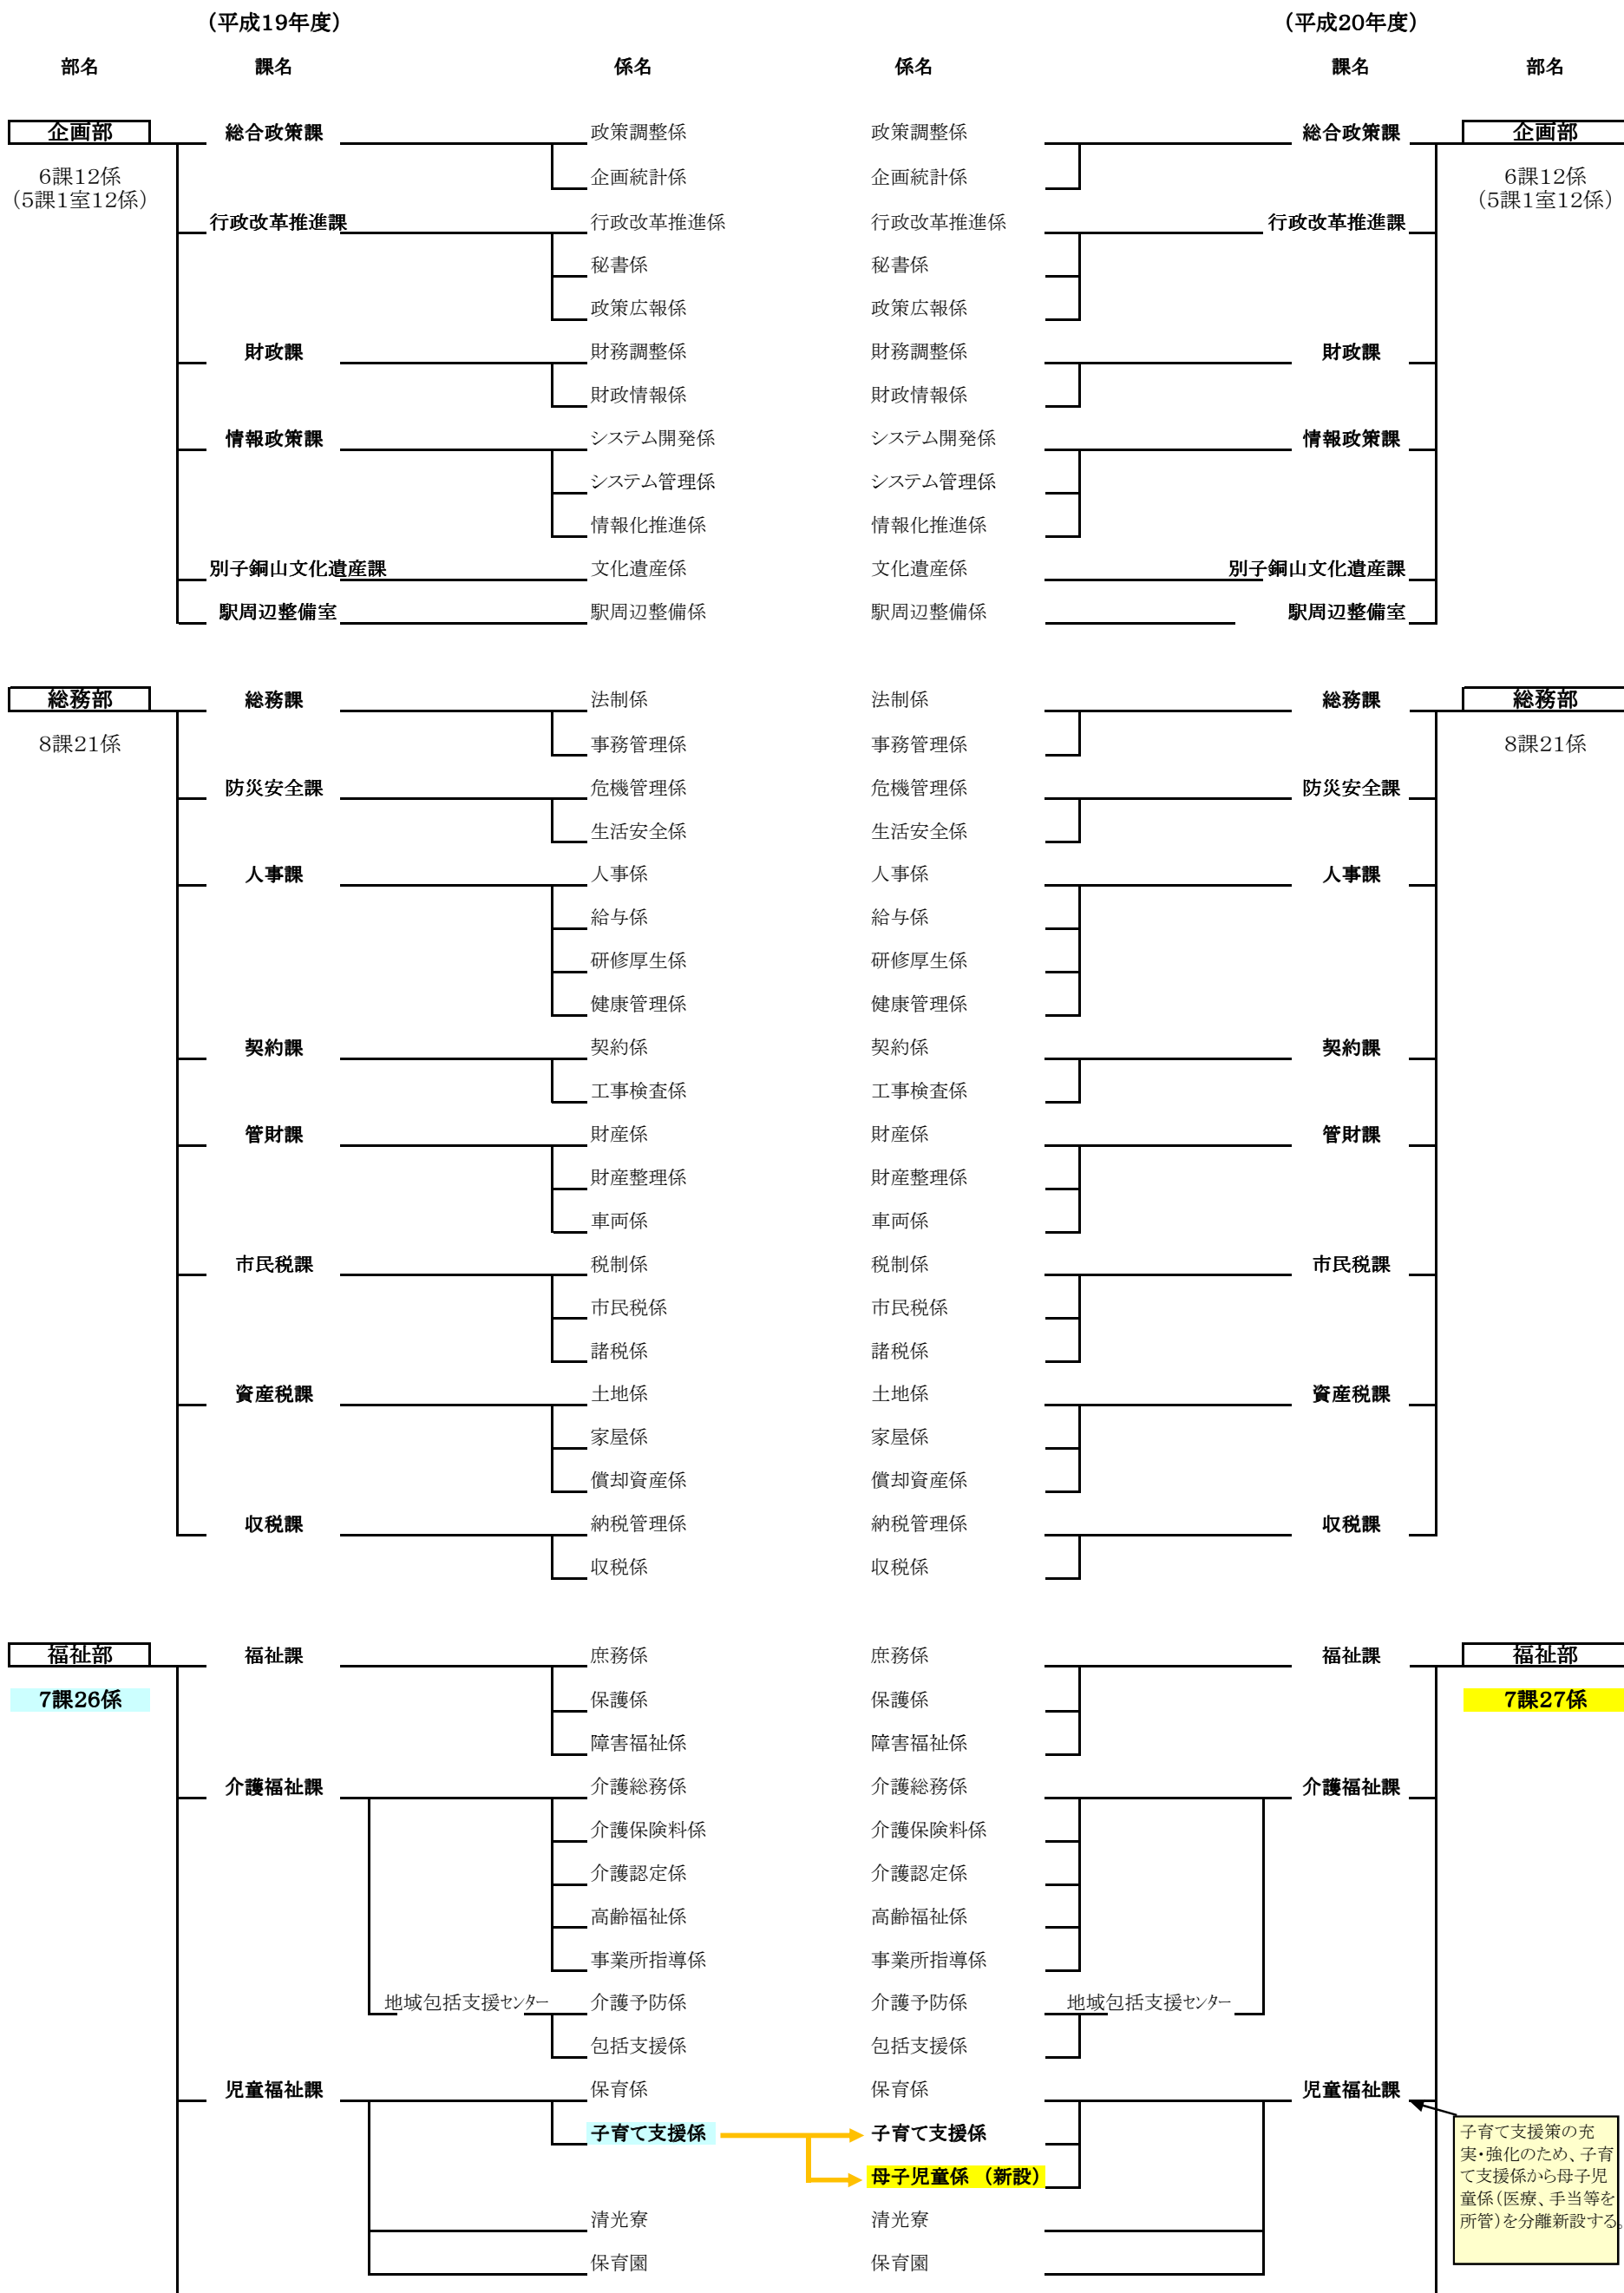 （平成19年度） （平成20年度）
部名 課名 係名 係名 課名 部名
企画部 総合政策課 政策調整係 政策調整係 総合政策課 企画部
6課12係 企画統計係 企画統計係 6課12係
（5課1室12係） （5課1室12係）
行政改革推進課 行政改革推進係 行政改革推進係 行政改革推進課
秘書係 秘書係
政策広報係 政策広報係
財政課 財務調整係 財務調整係 財政課
財政情報係 財政情報係
情報政策課 システム開発係 システム開発係 情報政策課
システム管理係 システム管理係
情報化推進係 情報化推進係
別子銅山文化遺産課 文化遺産係 文化遺産係 別子銅山文化遺産課
駅周辺整備室 駅周辺整備係 駅周辺整備係 駅周辺整備室
総務部 総務課 法制係 法制係 総務課 総務部
8課21係 事務管理係 事務管理係 8課21係
防災安全課 危機管理係 危機管理係 防災安全課
生活安全係 生活安全係
人事課 人事係 人事係 人事課
給与係 給与係
研修厚生係 研修厚生係
健康管理係 健康管理係
契約課 契約係 契約係 契約課
工事検査係 工事検査係
管財課 財産係 財産係 管財課
財産整理係 財産整理係
車両係 車両係
市民税課 税制係 税制係 市民税課
市民税係 市民税係
諸税係 諸税係
資産税課 土地係 土地係 資産税課
家屋係 家屋係
償却資産係 償却資産係
収税課 納税管理係 納税管理係 収税課
収税係 収税係
福祉部 福祉課 庶務係 庶務係 福祉課 福祉部
7課26係 保護係 保護係 7課27係
障害福祉係 障害福祉係
介護福祉課 介護総務係 介護総務係 介護福祉課
介護保険料係 介護保険料係
介護認定係 介護認定係
高齢福祉係 高齢福祉係
事業所指導係 事業所指導係
地域包括支援センター 介護予防係 介護予防係 地域包括支援センター
包括支援係 包括支援係
児童福祉課 保育係 保育係 児童福祉課
子育て支援係 子育て支援係
母子児童係 （新設）
清光寮 清光寮
保育園 保育園
子育て支援策の充
実・強化のため、子育
て支援係から母子児
童係（医療、手当等を
所管）を分離新設する。